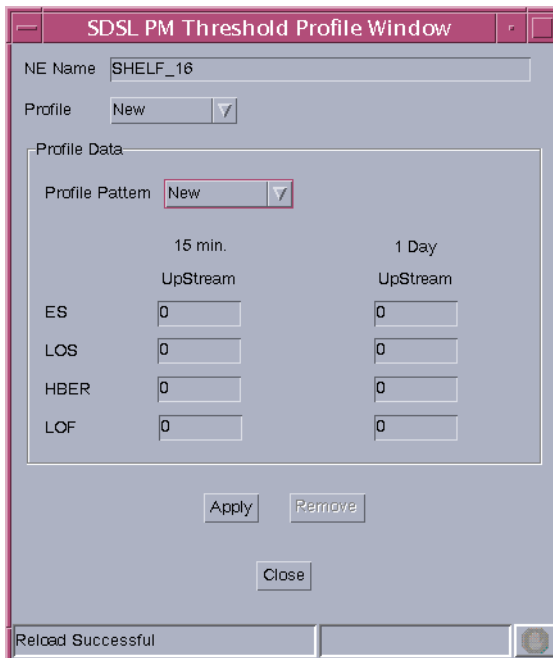 SDSL PM Threshold Profile Window
NE Name SHELF_16
Profile New
Profile Data
Profile Pattern New
15 min. 1 Day
UpStream UpStream
ES 0 0
LOS 0 0
HBER 0 0
LOF 0 0
Apply Remove
Close
Reload Successful